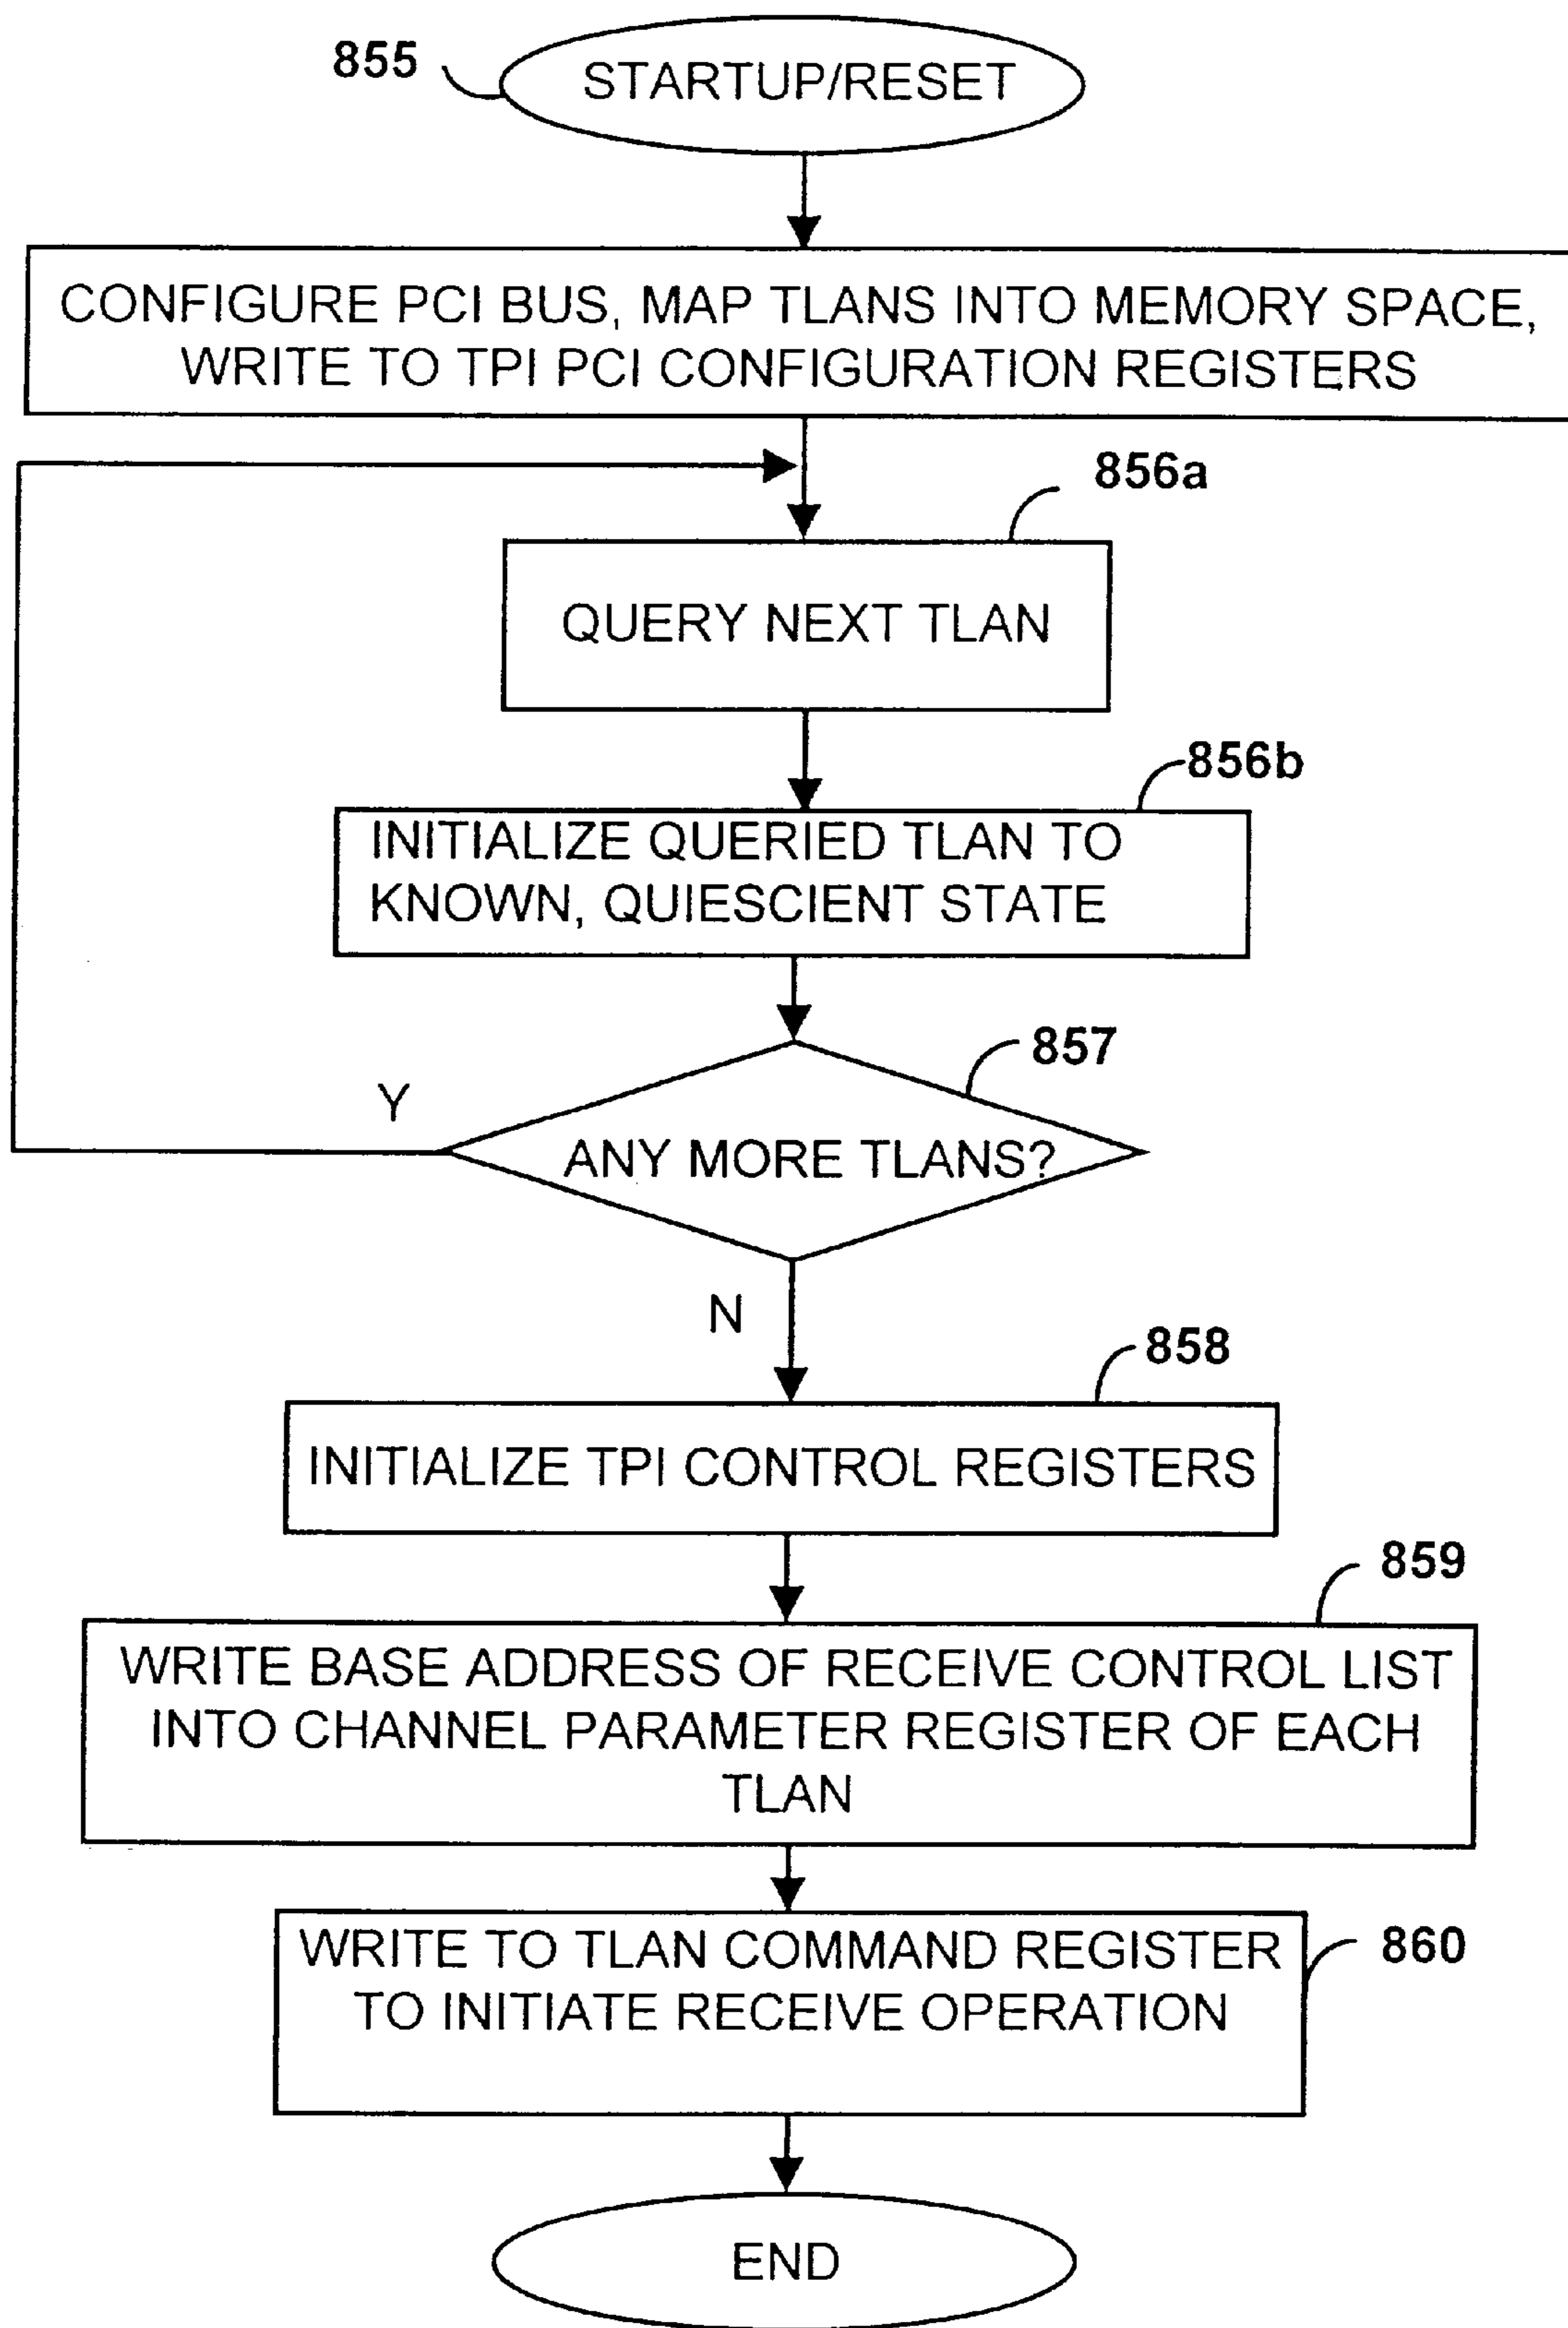 855
STARTUP/RESET
CONFIGURE PCI BUS, MAP TLANS INTO MEMORY SPACE,
WRITE TO TPI PCI CONFIGURATION REGISTERS
856a
QUERY NEXT TLAN
856b
INITIALIZE QUERIED TLAN TO
KNOWN, QUIESCIENT STATE
857
Y
ANY MORE TLANS?
N
858
INITIALIZE TPI CONTROL REGISTERS
859
WRITE BASE ADDRESS OF RECEIVE CONTROL LIST
INTO CHANNEL PARAMETER REGISTER OF EACH
TLAN
860
WRITE TO TLAN COMMAND REGISTER
TO INITIATE RECEIVE OPERATION
END